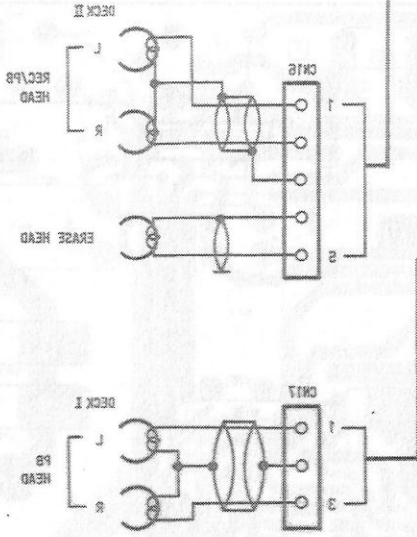 DECK II
L
REC/PB
HEAD
R
CN16
1
ERASE HEAD
5
DECK I
CN17
L
1
PB
HEAD
R
3